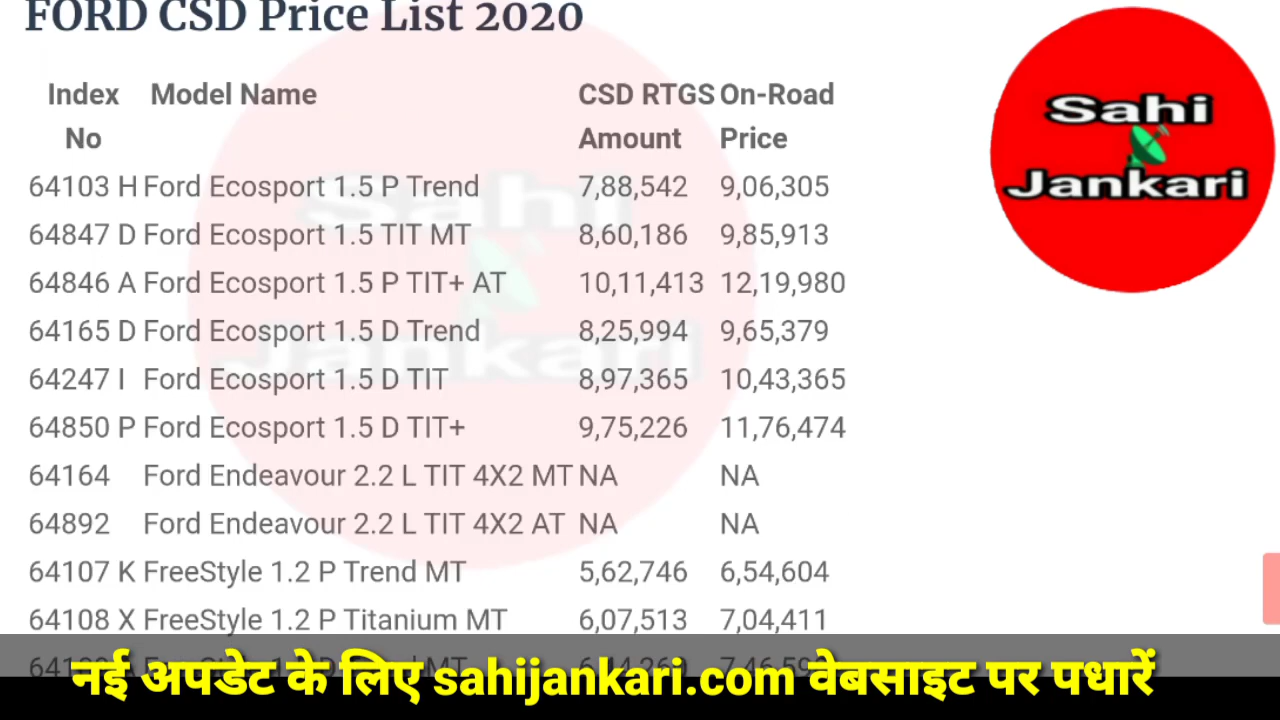 FORD CSD Price List 2020
Index No Model Name CSD RTGS Amount On-Road Price
64103 H Ford Ecosport 1.5 P Trend 7,88,542 9,06,305
64847 D Ford Ecosport 1.5 TIT MT 8,60,186 9,85,913
64846 A Ford Ecosport 1.5 P TIT+ AT 10,11,413 12,19,980
64165 D Ford Ecosport 1.5 D Trend 8,25,994 9,65,379
64247 I Ford Ecosport 1.5 D TIT 8,97,365 10,43,365
64850 P Ford Ecosport 1.5 D TIT+ 9,75,226 11,76,474
64164 Ford Endeavour 2.2 L TIT 4X2 MT NA NA
64892 Ford Endeavour 2.2 L TIT 4X2 AT NA NA
64107 K FreeStyle 1.2 P Trend MT 5,62,746 6,54,604
64108 X FreeStyle 1.2 P Titanium MT 6,07,513 7,04,411
नई अपडेट के लिए sahijankari.com वेबसाइट पर पधारें
Sahi
Jankari
Sahi
Jankari